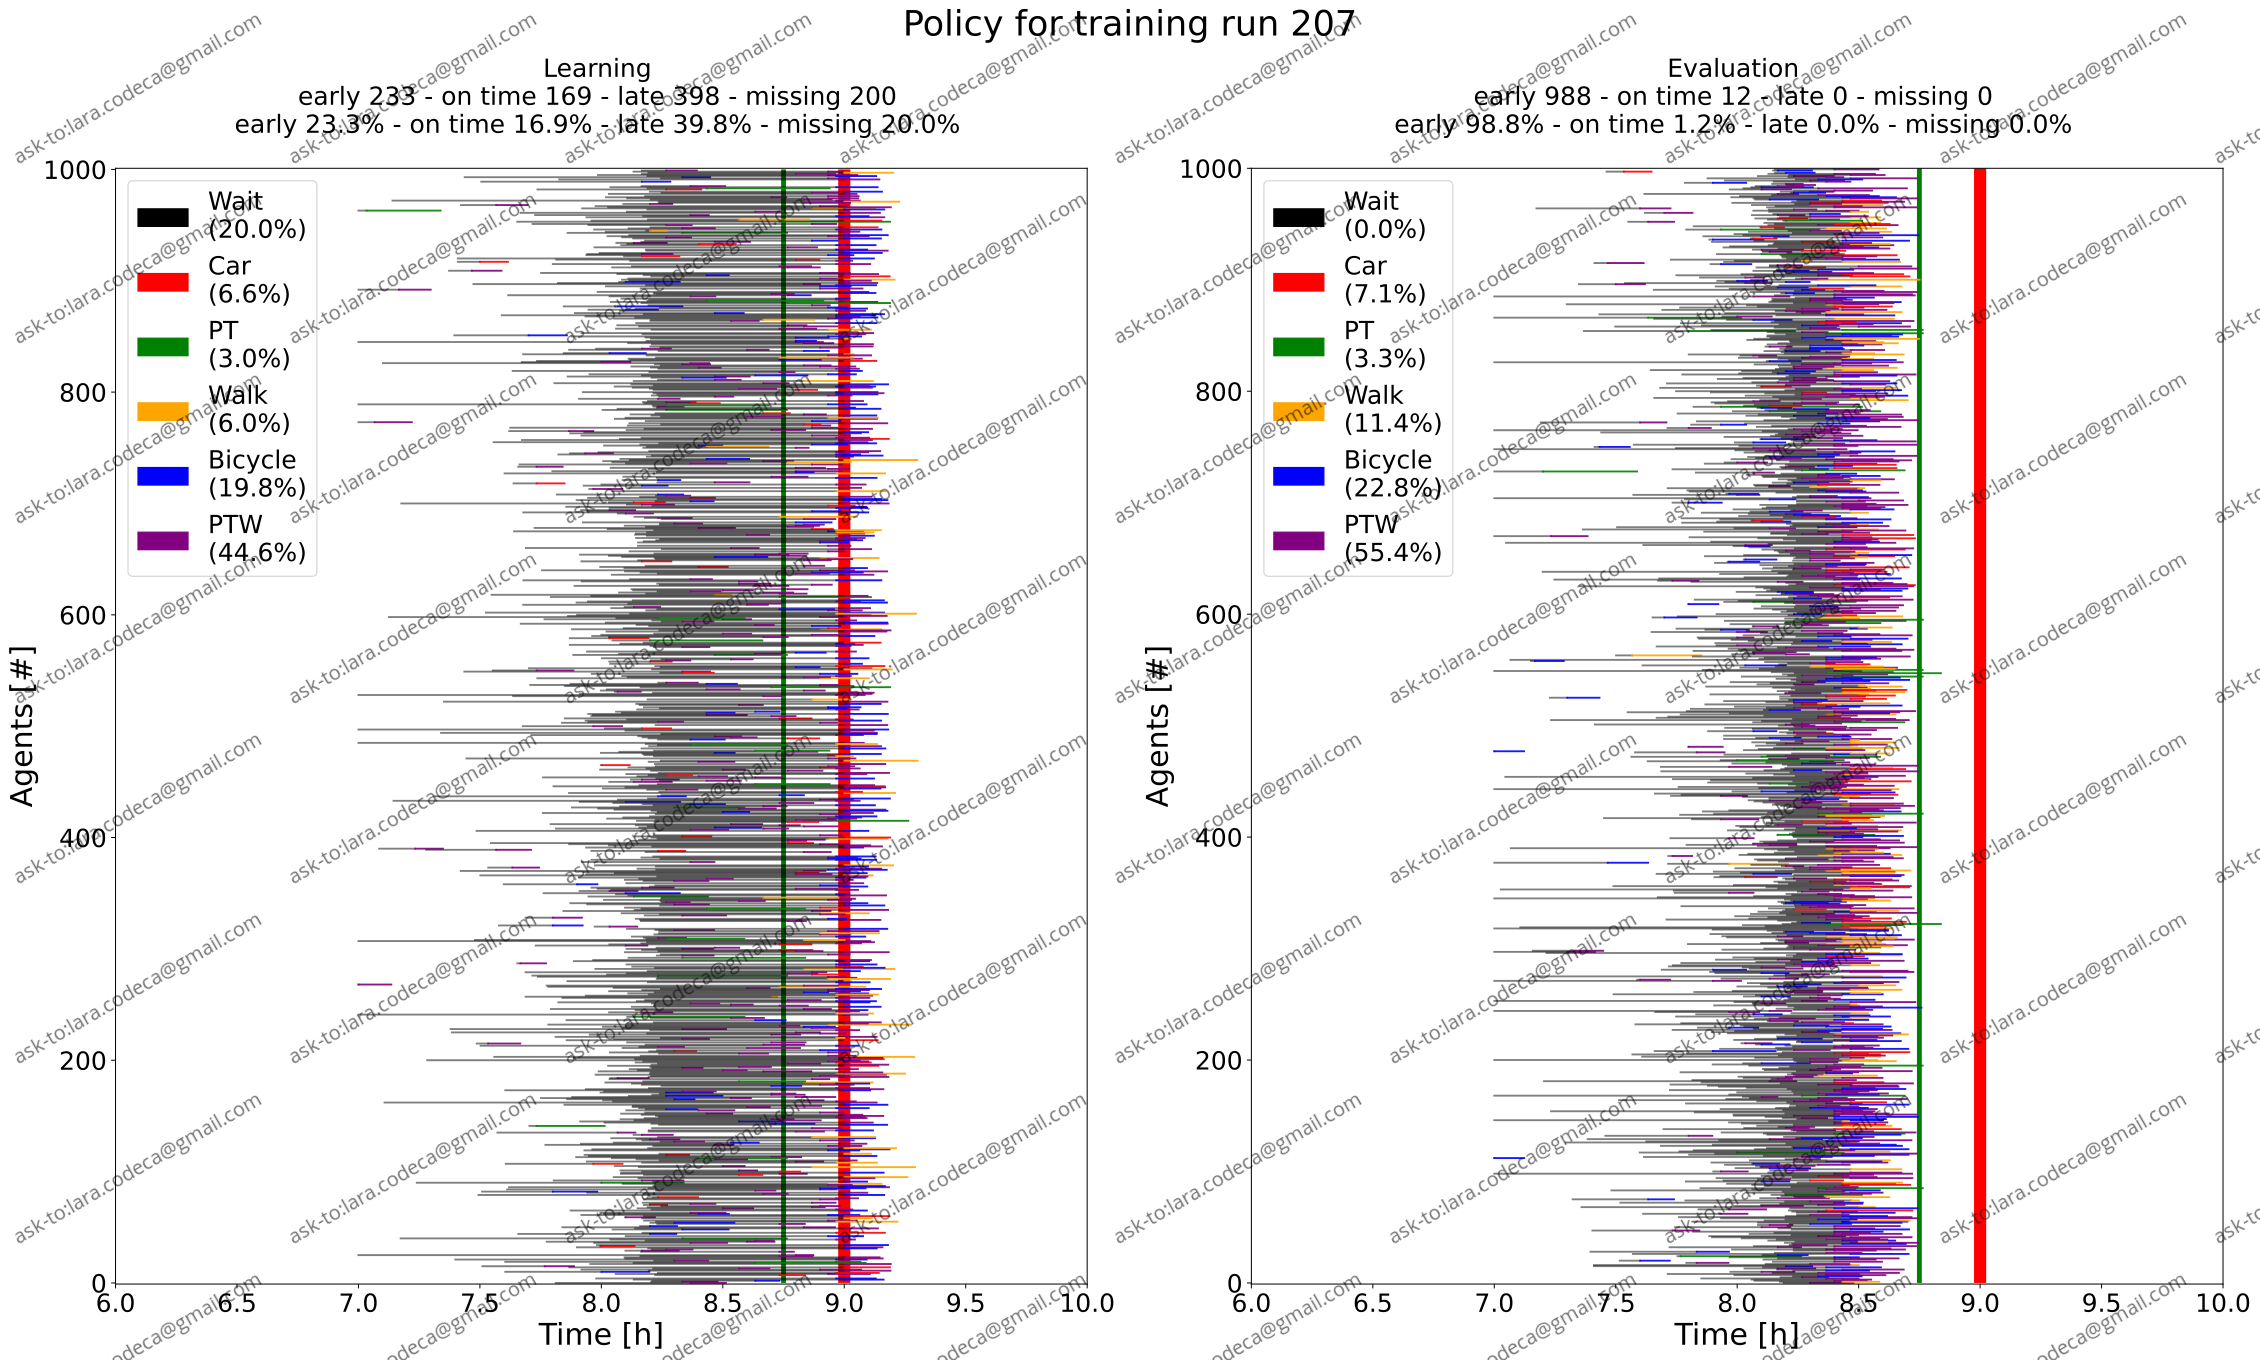 Policy for training run 207
Learning
early 233 - on time 169 - late 398 - missing 200
early 23.3% - on time 16.9% - late 39.8% - missing 20.0%
1000
800
600
400
200
0
Agents [#]
Wait
(20.0%)
Car
(6.6%)
PT
(3.0%)
Walk
(6.0%)
Bicycle
(19.8%)
PTW
(44.6%)
6.0 6.5 7.0 7.5 8.0 8.5 9.0 9.5 10.0
Time [h]
Evaluation
early 988 - on time 12 - late 0 - missing 0
early 98.8% - on time 1.2% - late 0.0% - missing 0.0%
1000
800
600
400
200
0
Agents [#]
Wait
(0.0%)
Car
(7.1%)
PT
(3.3%)
Walk
(11.4%)
Bicycle
(22.8%)
PTW
(55.4%)
6.0 6.5 7.0 7.5 8.0 8.5 9.0 9.5 10.0
Time [h]
ask-to:lara.codeca@gmail.com